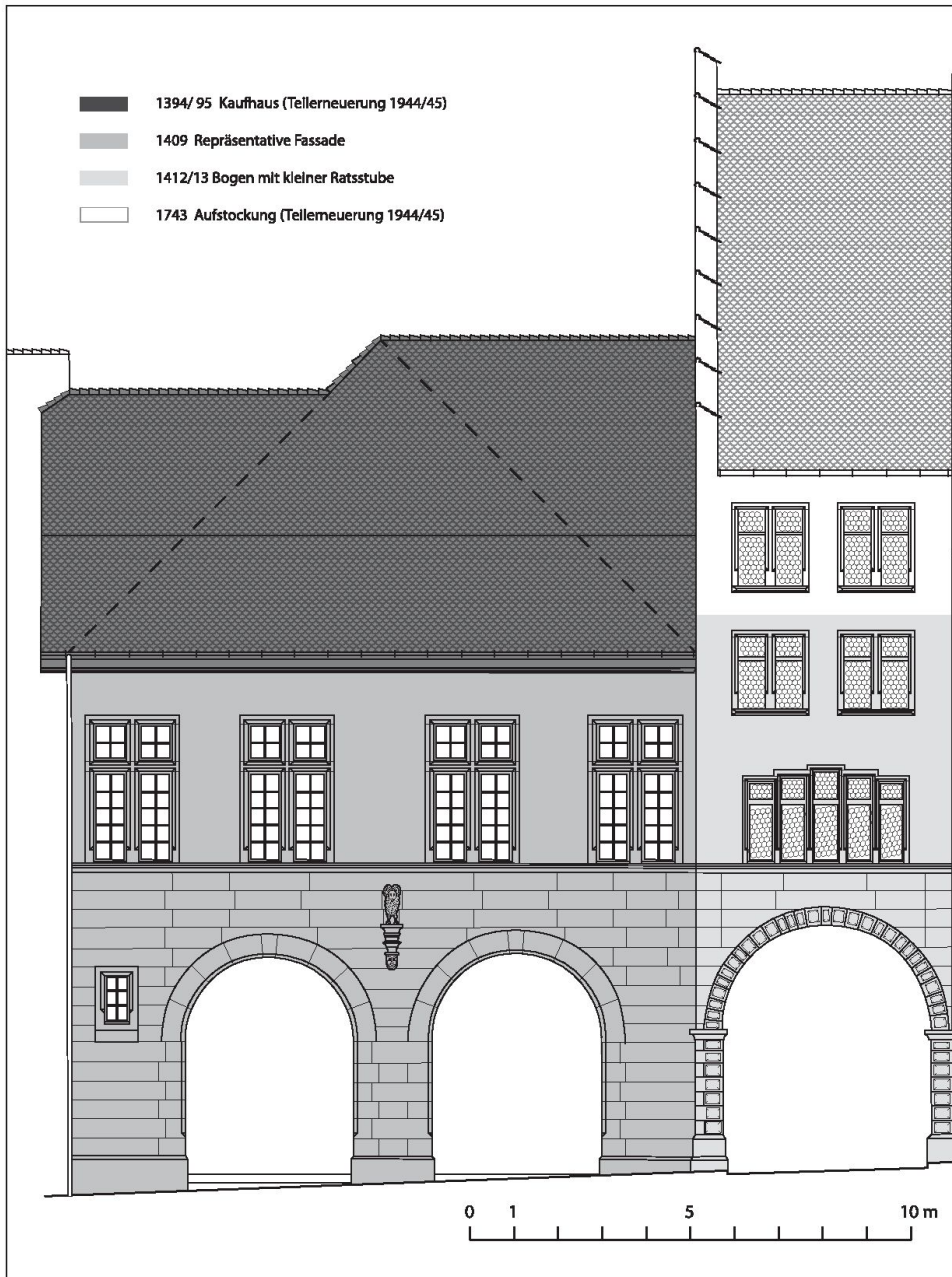 1394/ 95 Kaufhaus (Teilerneuerung 1944/45)
1409 Repräsentative Fassade
1412/13 Bogen mit kleiner Ratsstube
1743 Aufstockung (Teilerneuerung 1944/45)
0 1 5 10 m